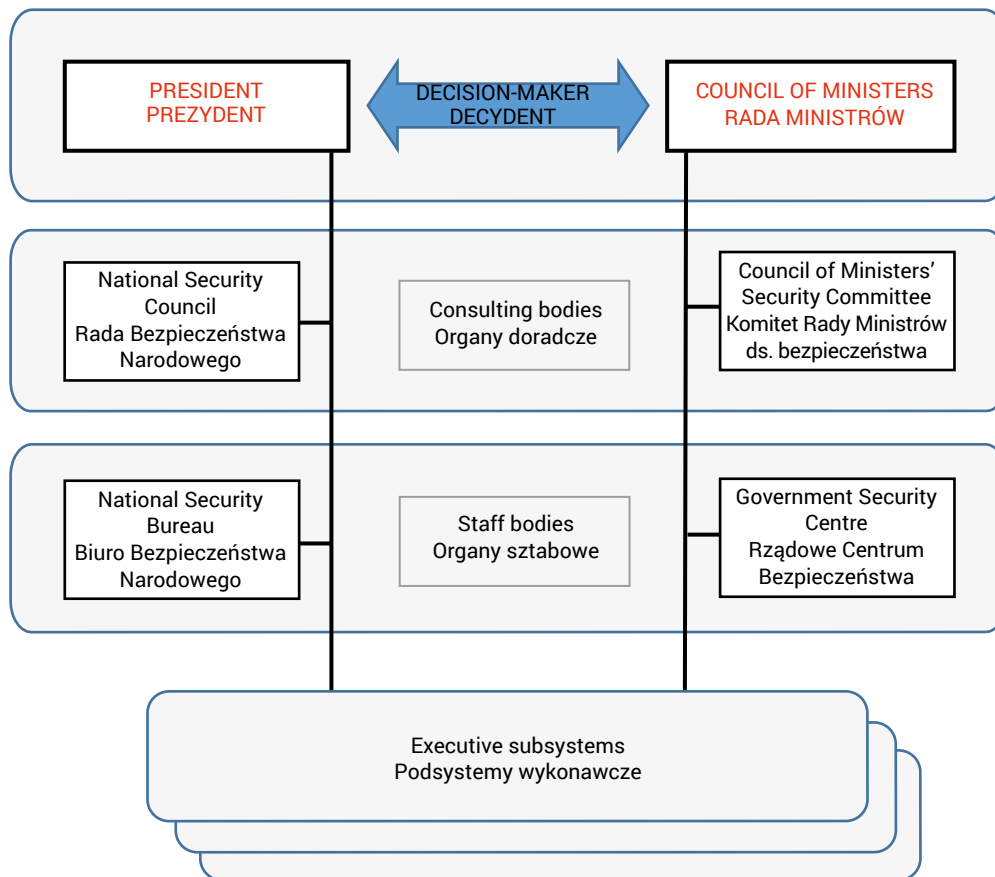 PRESIDENT
PREZYDENT
DECISION-MAKER
DECYDENT
COUNCIL OF MINISTERS
RADA MINISTRÓW
National Security
Council
Rada Bezpieczeństwa
Narodowego
Consulting bodies
Organy doradcze
Council of Ministers’
Security Committee
Komitet Rady Ministrów
ds. bezpieczeństwa
National Security
Bureau
Biuro Bezpieczeństwa
Narodowego
Staff bodies
Organy sztabowe
Government Security
Centre
Rządowe Centrum
Bezpieczeństwa
Executive subsystems
Podsystemy wykonawcze